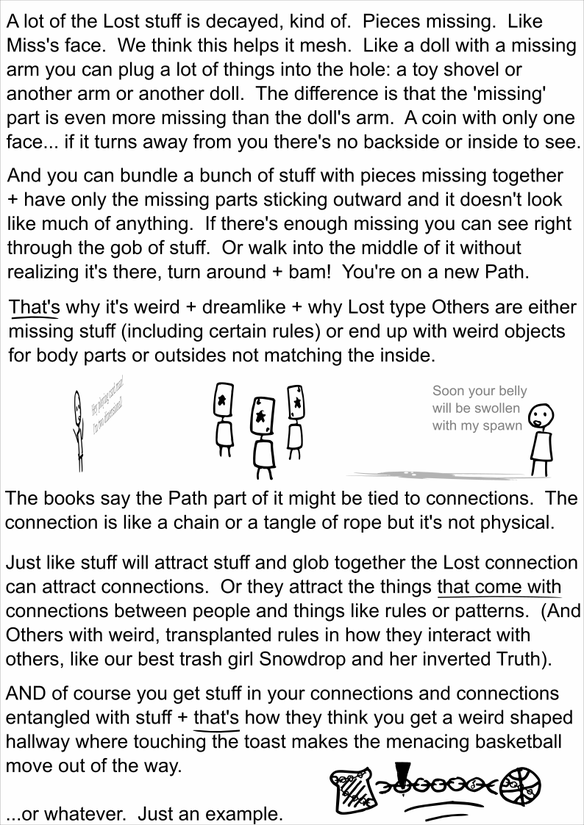 A lot of the Lost stuff is decayed, kind of.  Pieces missing.  Like
Miss's face.  We think this helps it mesh.  Like a doll with a missing
arm you can plug a lot of things into the hole: a toy shovel or
another arm or another doll.  The difference is that the 'missing'
part is even more missing than the doll's arm.  A coin with only one
face... if it turns away from you there's no backside or inside to see.
And you can bundle a bunch of stuff with pieces missing together
+ have only the missing parts sticking outward and it doesn't look
like much of anything.  If there's enough missing you can see right
through the gob of stuff.  Or walk into the middle of it without
realizing it's there, turn around + bam!  You're on a new Path.
That's why it's weird + dreamlike + why Lost type Others are either
missing stuff (including certain rules) or end up with weird objects
for body parts or outsides not matching the inside.
Soon your belly
will be swollen
with my spawn
The books say the Path part of it might be tied to connections.  The
connection is like a chain or a tangle of rope but it's not physical.
Just like stuff will attract stuff and glob together the Lost connection
can attract connections.  Or they attract the things that come with
connections between people and things like rules or patterns.  (And
Others with weird, transplanted rules in how they interact with
others, like our best trash girl Snowdrop and her inverted Truth).
AND of course you get stuff in your connections and connections
entangled with stuff + that's how they think you get a weird shaped
hallway where touching the toast makes the menacing basketball
move out of the way.
...or whatever.  Just an example.